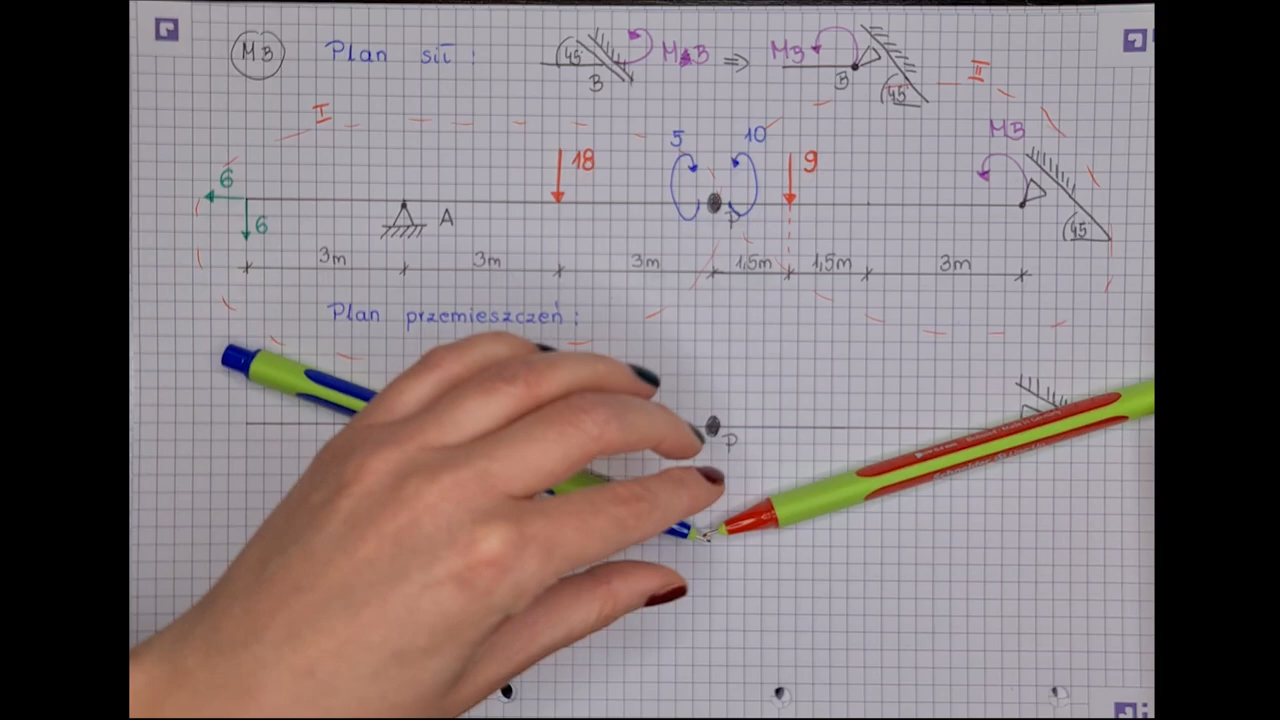 MB Plan sił : 45 B MAB => MB B 45
I II
MB
5 10
6 18 9
6 A P 45
3m 3m 3m 1,5m 1,5m 3m
Plan przemieszczeń :
P